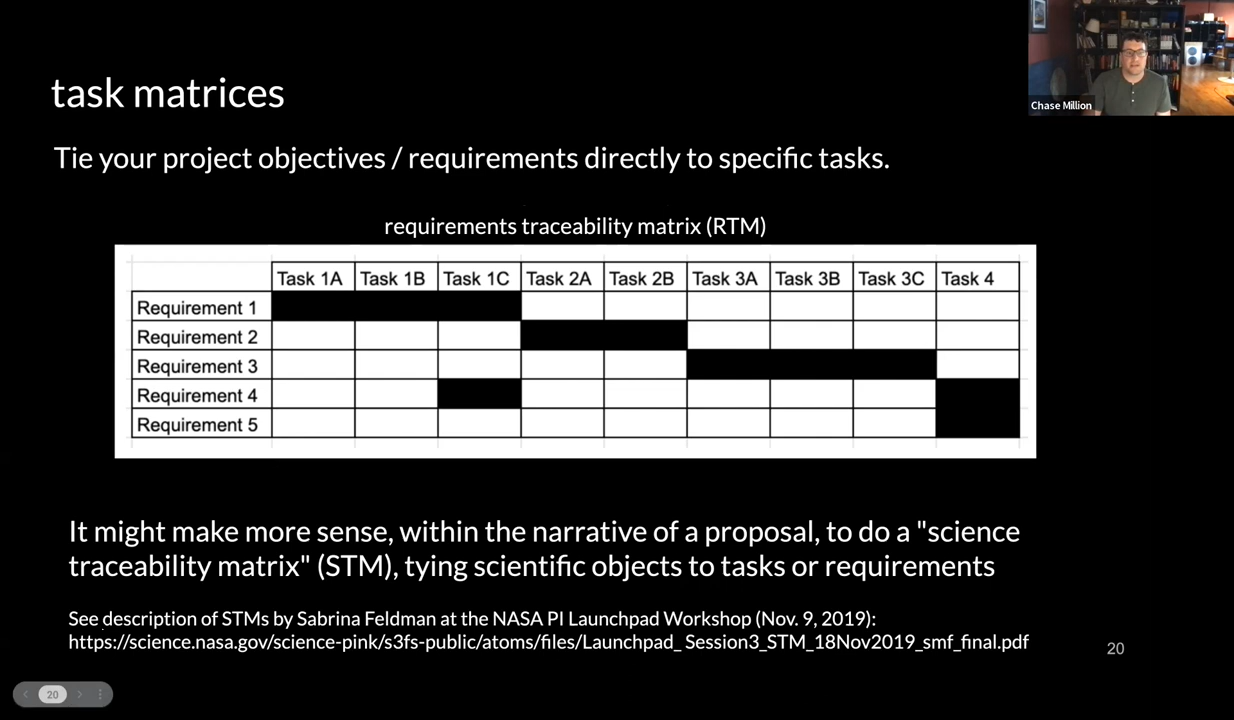 Chase Million
task matrices
Tie your project objectives / requirements directly to specific tasks.
requirements traceability matrix (RTM)
Task 1A Task 1B Task 1C Task 2A Task 2B Task 3A Task 3B Task 3C Task 4
Requirement 1
Requirement 2
Requirement 3
Requirement 4
Requirement 5
It might make more sense, within the narrative of a proposal, to do a "science
traceability matrix" (STM), tying scientific objects to tasks or requirements
See description of STMs by Sabrina Feldman at the NASA PI Launchpad Workshop (Nov. 9, 2019):
https://science.nasa.gov/science-pink/s3fs-public/atoms/files/Launchpad_ Session3_STM_18Nov2019_smf_final.pdf
20
20